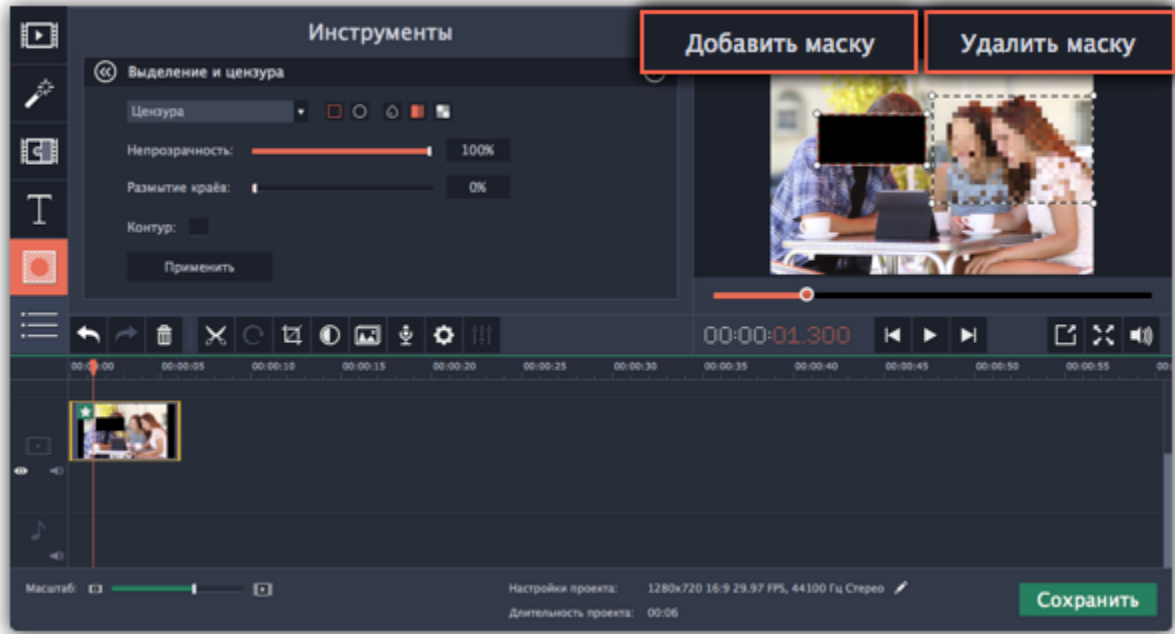 Инструменты
Добавить маску
Удалить маску
Выделение и цензура
Цензура
Непрозрачность: 100%
Размытие краёв: 0%
Контур:
Применить
00:00:01.300
00:00:00 00:00:05 00:00:10 00:00:15 00:00:20 00:00:25 00:00:30 00:00:35 00:00:40 00:00:45 00:00:50 00:00:55
Масштаб:
Настройки проекта: 1280x720 16:9 29.97 FPS, 44100 Гц Стерео
Длительность проекта: 00:06
Сохранить